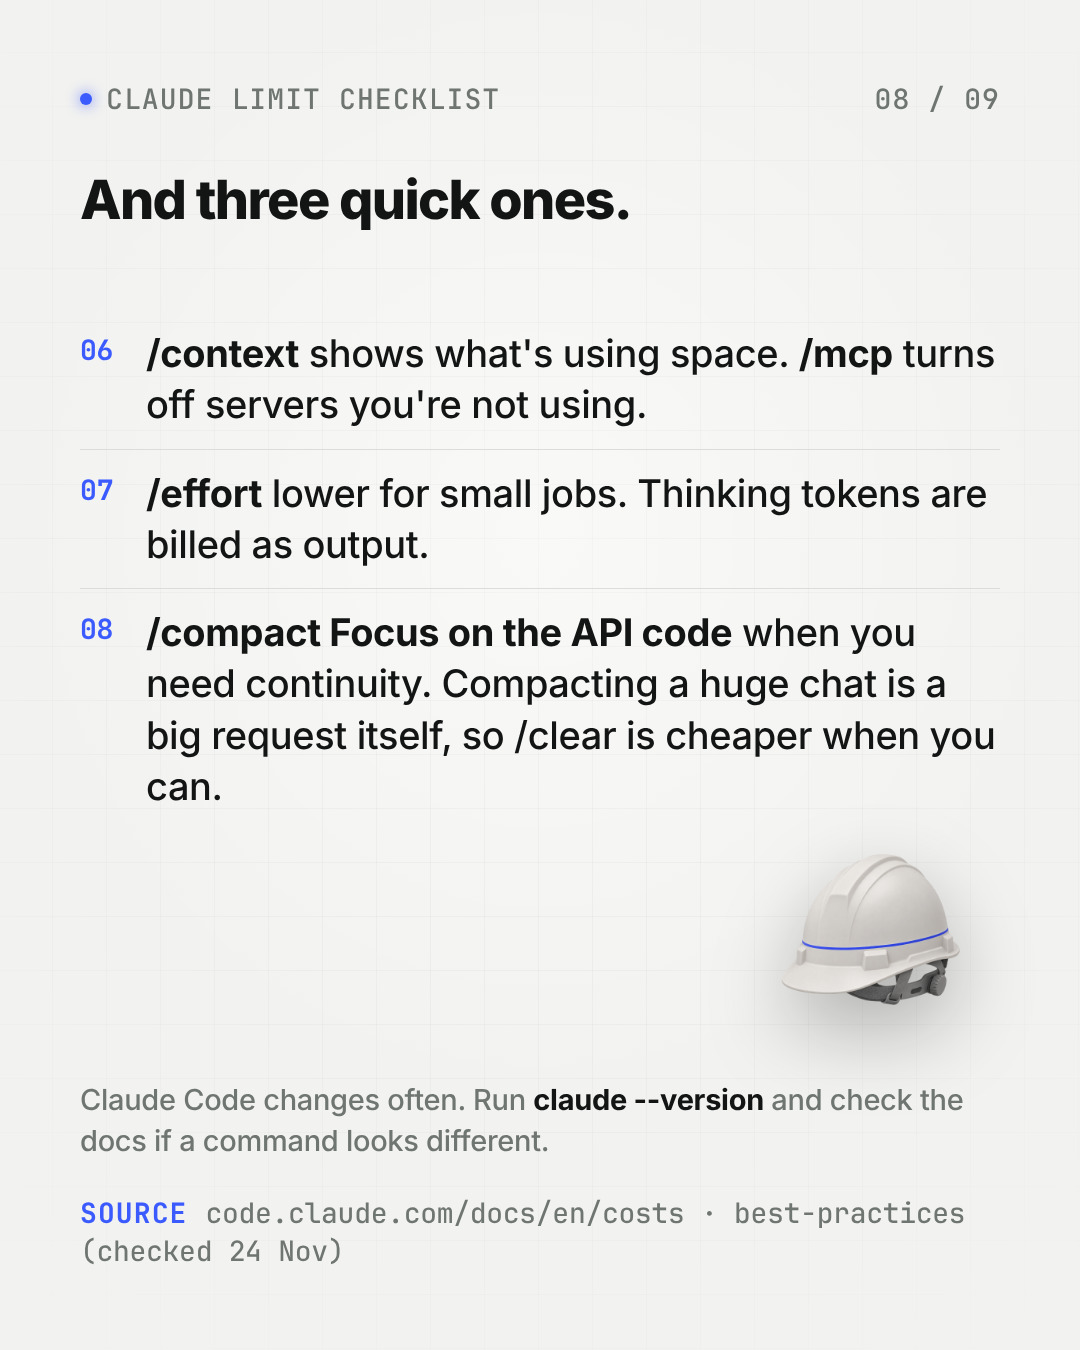 CLAUDE LIMIT CHECKLIST
08 / 09
And three quick ones.
06 /context shows what's using space. /mcp turns
off servers you're not using.
07 /effort lower for small jobs. Thinking tokens are
billed as output.
08 /compact Focus on the API code when you
need continuity. Compacting a huge chat is a
big request itself, so /clear is cheaper when you
can.
Claude Code changes often. Run claude --version and check the
docs if a command looks different.
SOURCE code.claude.com/docs/en/costs · best-practices
(checked 24 Nov)